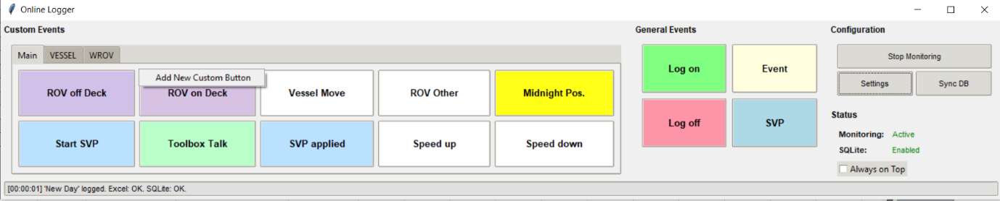 Online Logger
Custom Events
Main VESSEL WROV
Add New Custom Button
ROV off Deck ROV on Deck Vessel Move ROV Other Midnight Pos.
Start SVP Toolbox Talk SVP applied Speed up Speed down
General Events
Log on Event
Log off SVP
Configuration
Stop Monitoring
Settings Sync DB
Status
Monitoring: Active
SQLite: Enabled
Always on Top
[00:00:01] 'New Day' logged. Excel: OK. SQLite: OK.